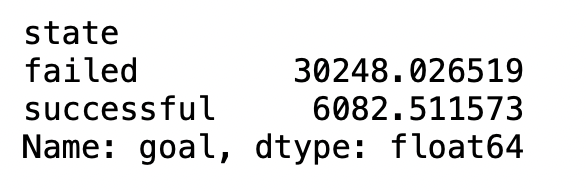 state
failed 30248.026519
successful 6082.511573
Name: goal, dtype: float64